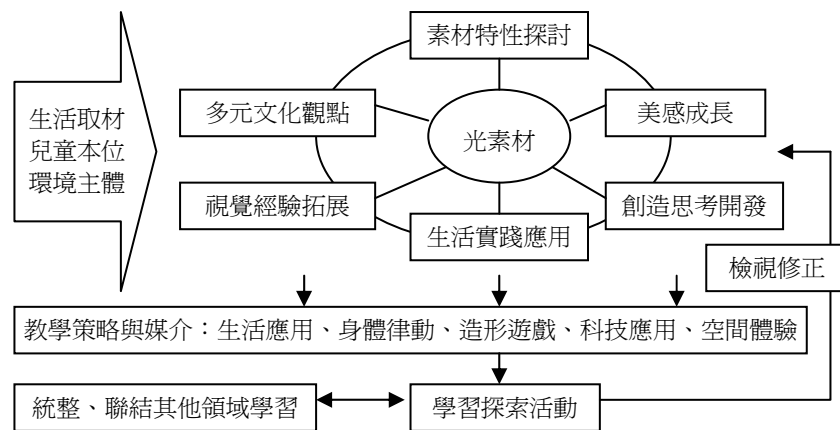 素材特性探討
生活取材
兒童本位
環境主體
多元文化觀點
美感成長
光素材
視覺經驗拓展
創造思考開發
生活實踐應用
檢視修正
教學策略與媒介：生活應用、身體律動、造形遊戲、科技應用、空間體驗
統整、聯結其他領域學習
學習探索活動